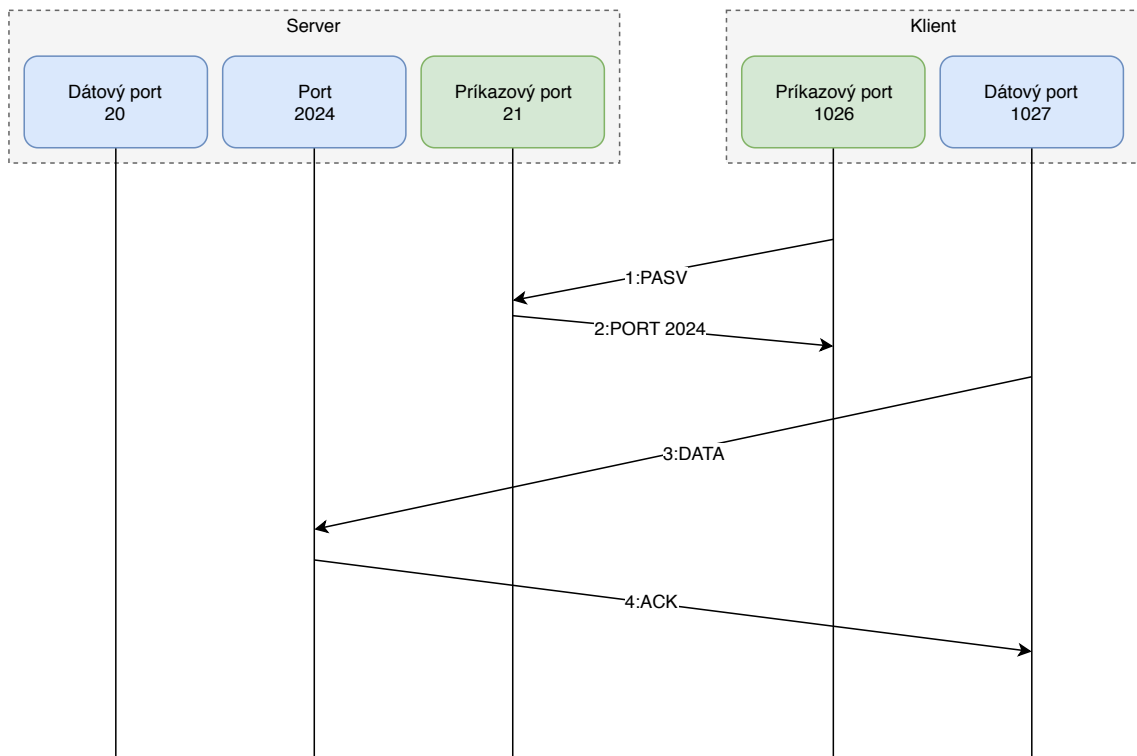 Server
Klient
Dátový port
20
Port
2024
Príkazový port
21
Príkazový port
1026
Dátový port
1027
1:PASV
2:PORT 2024
3:DATA
4:ACK